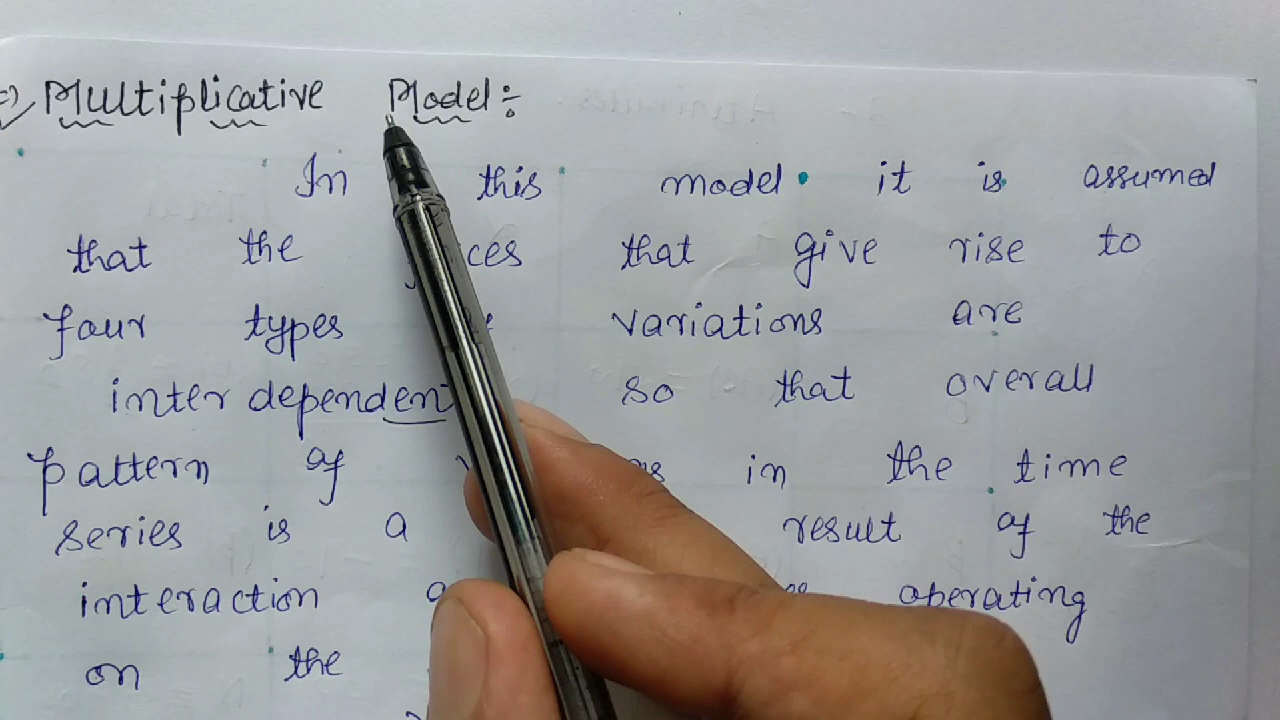 Multiplicative Model:
In this model it is assumed
that the that give rise to
four types variations are
inter dependent so that overall
pattern of in the time
series is a result of the
interaction operating
on the